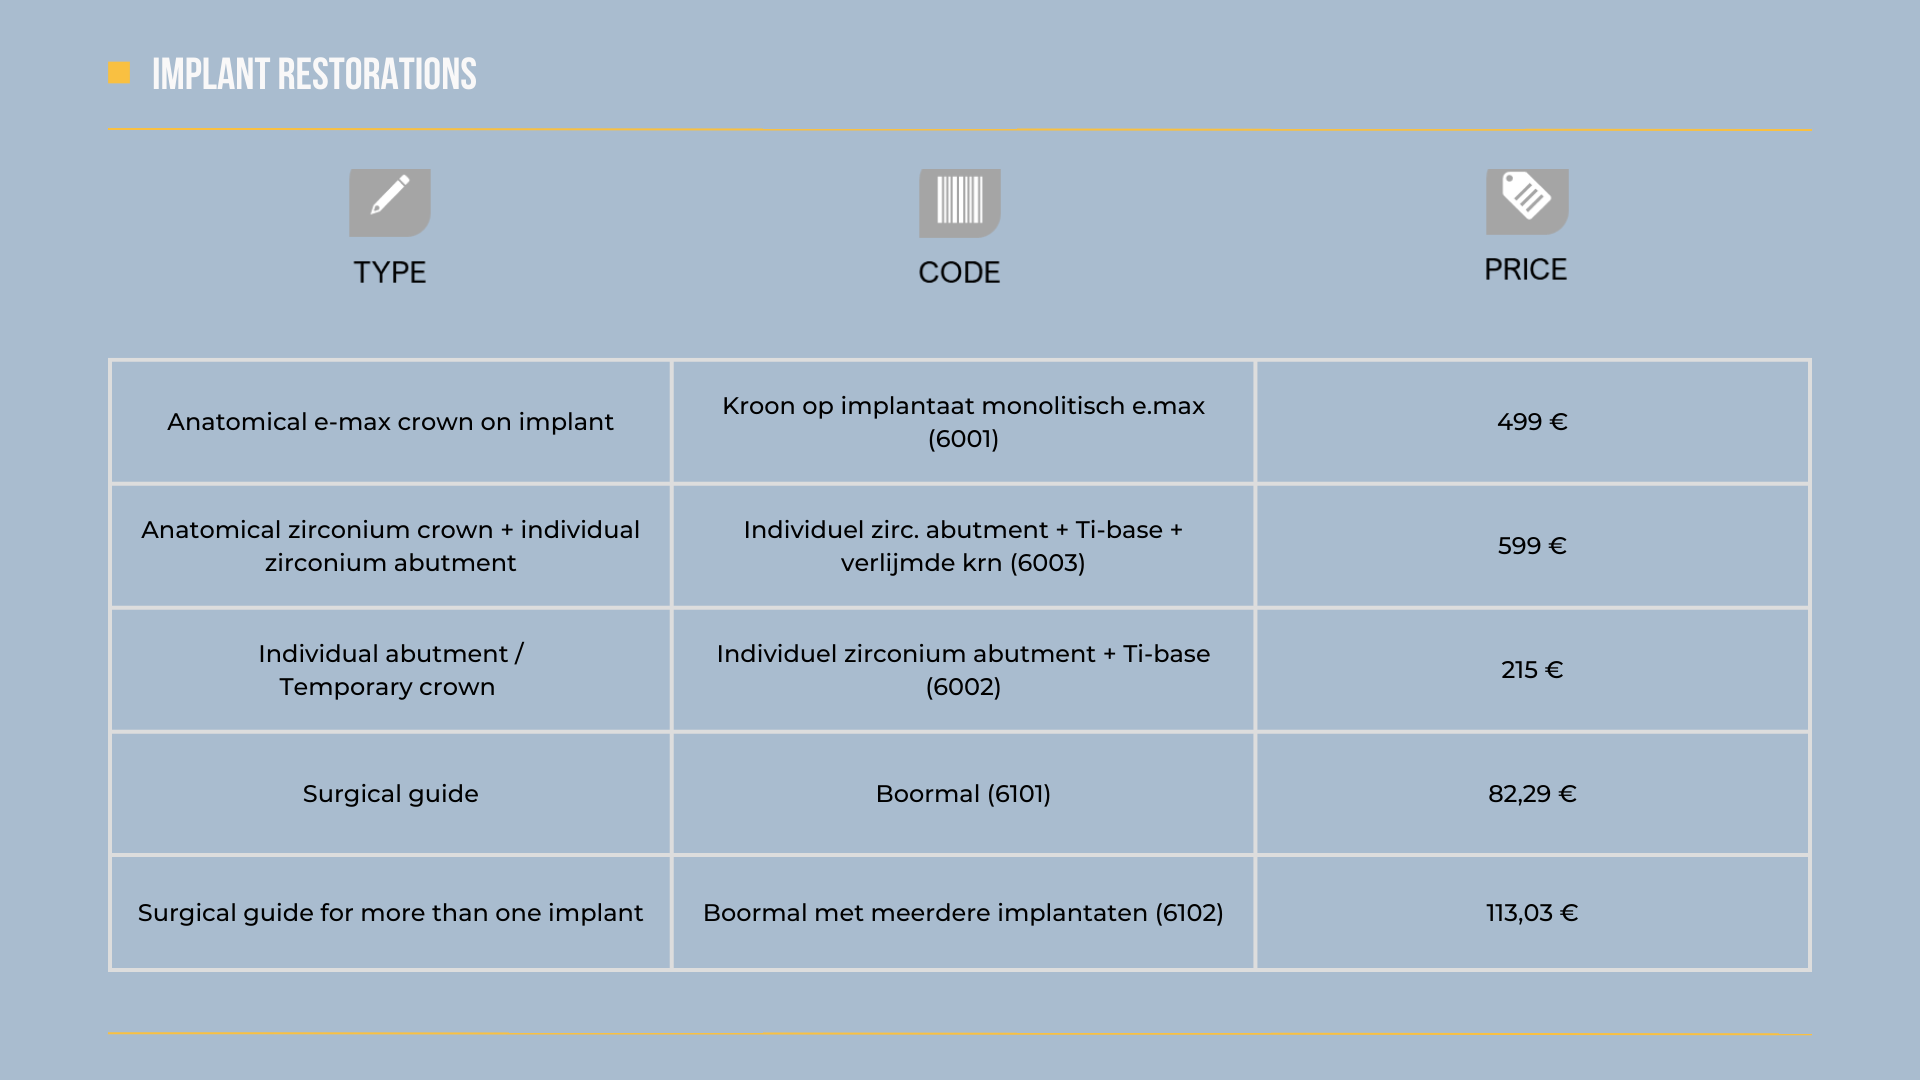 IMPLANT RESTORATIONS
TYPE
CODE
PRICE
Anatomical e-max crown on implant
Kroon op implantaat monolitisch e.max
(6001)
499 €
Anatomical zirconium crown + individual
zirconium abutment
Individuel zirc. abutment + Ti-base +
verlijmde krn (6003)
599 €
Individual abutment /
Temporary crown
Individuel zirconium abutment + Ti-base
(6002)
215 €
Surgical guide
Boormal (6101)
82,29 €
Surgical guide for more than one implant
Boormal met meerdere implantaten (6102)
113,03 €